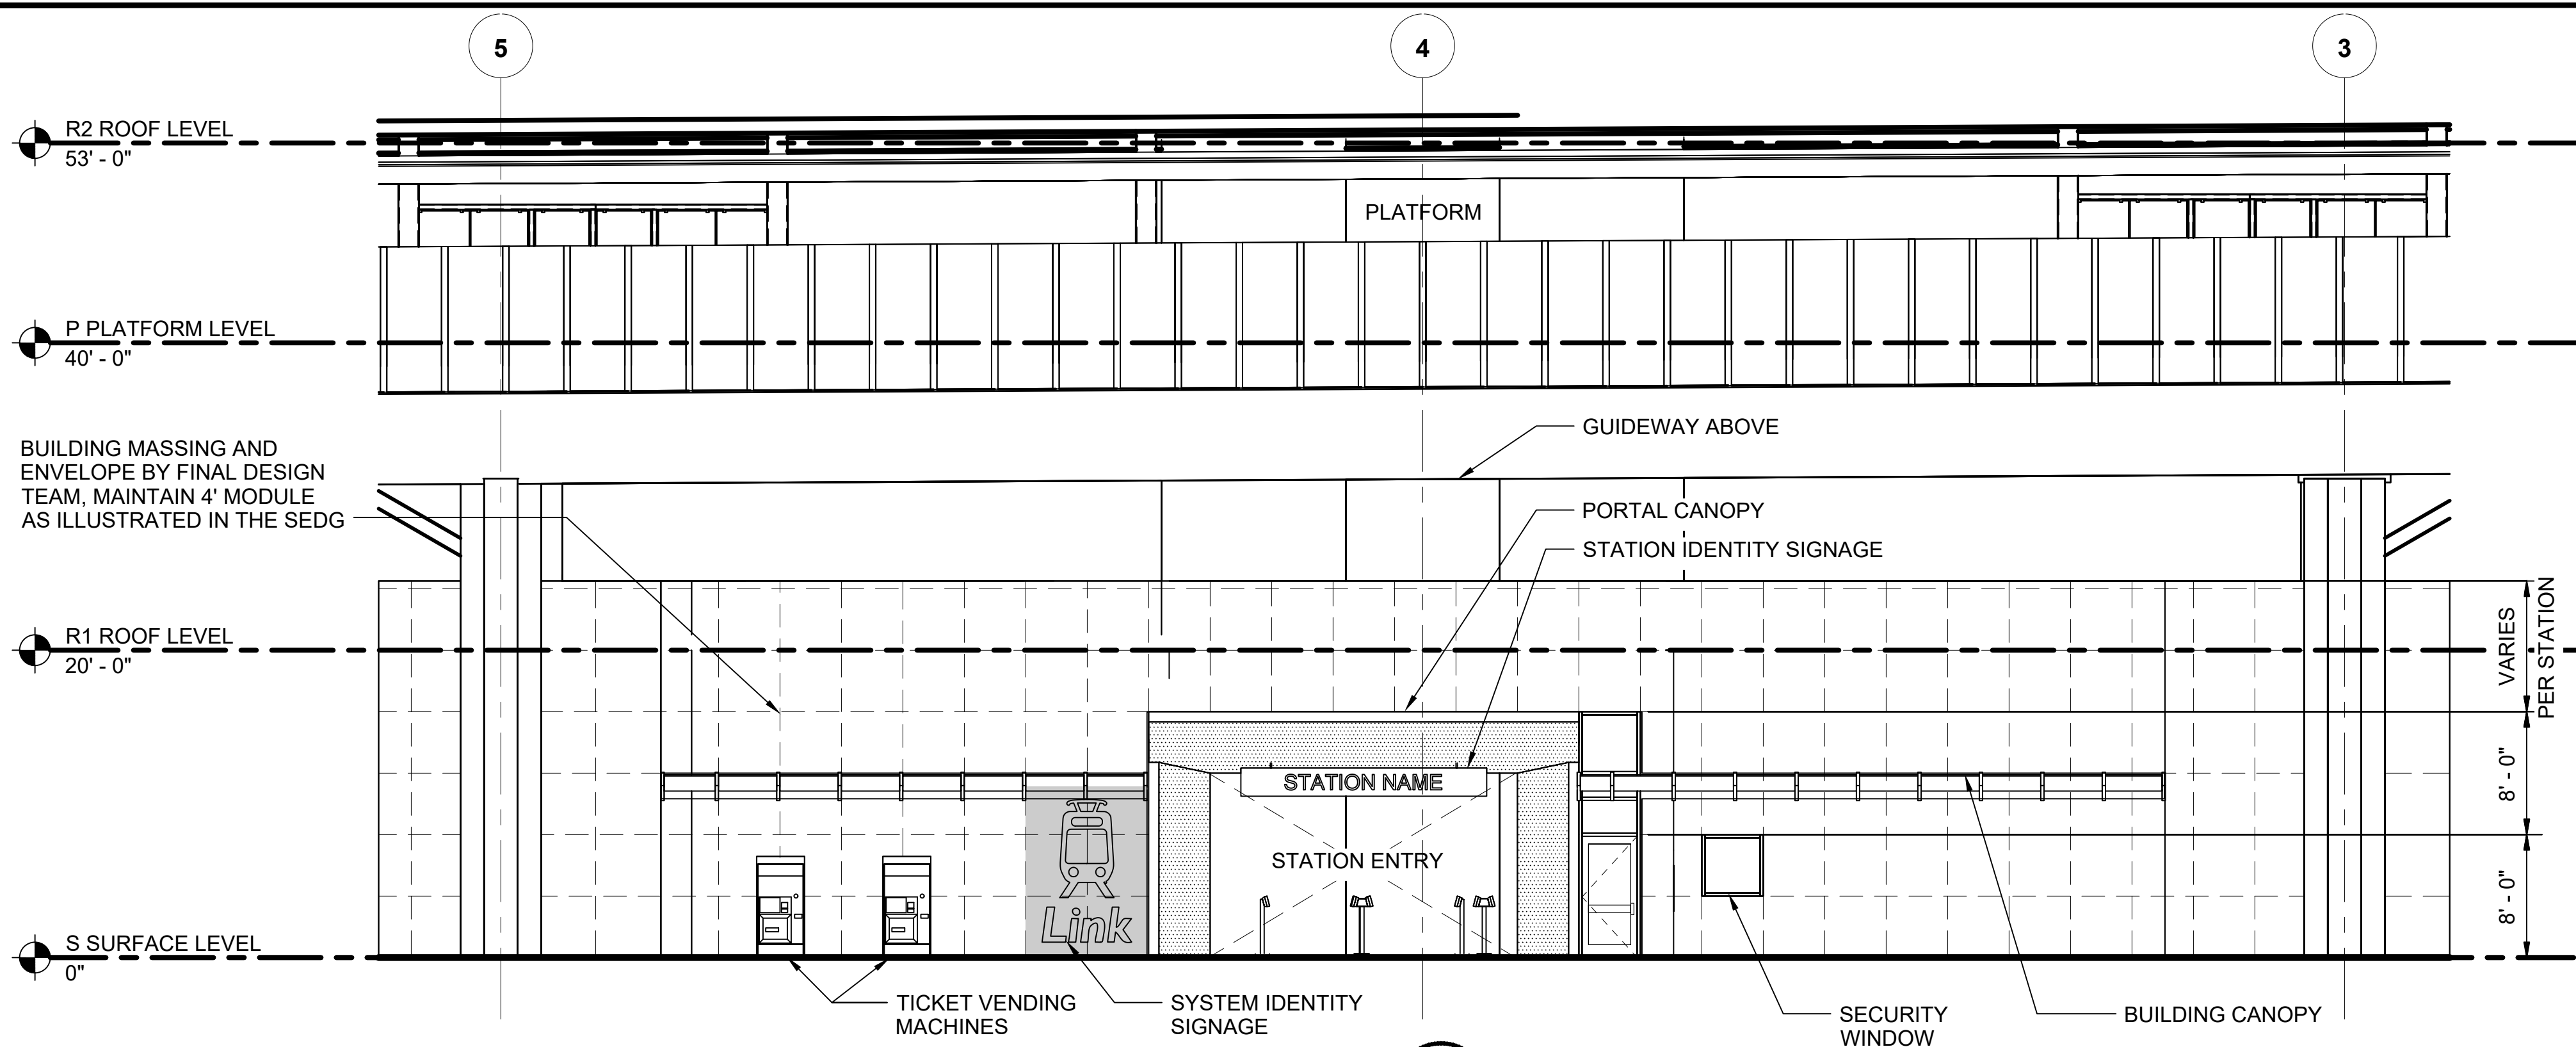 5
4
3
R2 ROOF LEVEL
53' - 0"
PLATFORM
P PLATFORM LEVEL
40' - 0"
GUIDEWAY ABOVE
BUILDING MASSING AND
ENVELOPE BY FINAL DESIGN
TEAM, MAINTAIN 4' MODULE
AS ILLUSTRATED IN THE SEDG
PORTAL CANOPY
STATION IDENTITY SIGNAGE
R1 ROOF LEVEL
20' - 0"
VARIES
PER STATION
8' - 0"
8' - 0"
STATION NAME
STATION ENTRY
Link
S SURFACE LEVEL
0"
TICKET VENDING
MACHINES
SYSTEM IDENTITY
SIGNAGE
SECURITY
WINDOW
BUILDING CANOPY